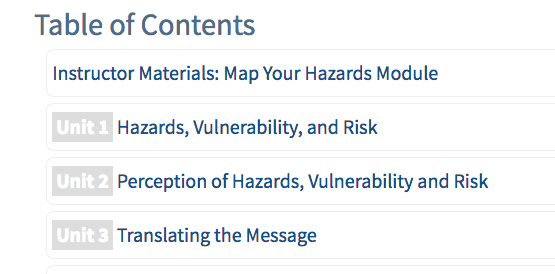 Table of Contents
Instructor Materials: Map Your Hazards Module
Unit 1 Hazards, Vulnerability, and Risk
Unit 2 Perception of Hazards, Vulnerability and Risk
Unit 3 Translating the Message